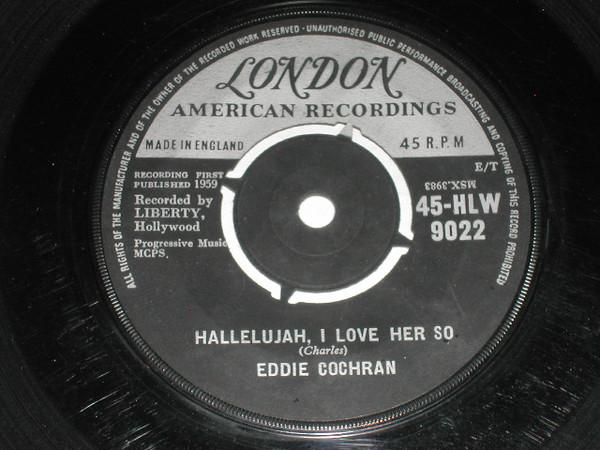 ALL RIGHTS OF THE MANUFACTURER AND OF THE OWNER OF THE RECORDED WORK RESERVED - UNAUTHORISED PUBLIC PERFORMANCE BROADCASTING AND COPYING OF THIS RECORD PROHIBITED
LONDON
AMERICAN RECORDINGS
MADE IN ENGLAND
45 R.P.M
E/T
RECORDING FIRST
PUBLISHED 1959
MSX.3963
Recorded by
LIBERTY,
Hollywood
45-HLW
9022
Progressive Music
MCPS.
HALLELUJAH, I LOVE HER SO
(Charles)
EDDIE COCHRAN